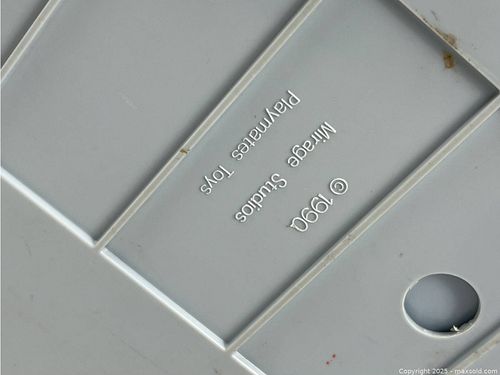 © 1990
Mirage Studios
Playmates Toys
Copyright 2025 - maxsold.com